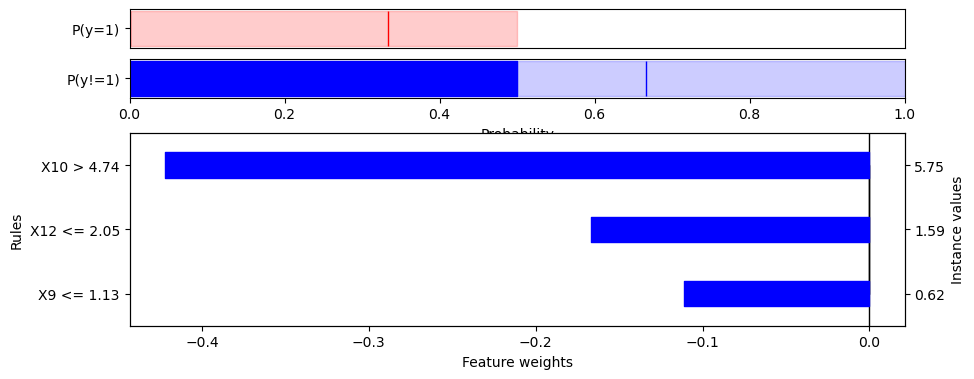 P(y=1)
P(y!=1)
0.0 0.2 0.4 0.6 0.8 1.0
Probability
Rules
X10 > 4.74
X12 <= 2.05
X9 <= 1.13
5.75
1.59
0.62
Instance values
−0.4 −0.3 −0.2 −0.1 0.0
Feature weights